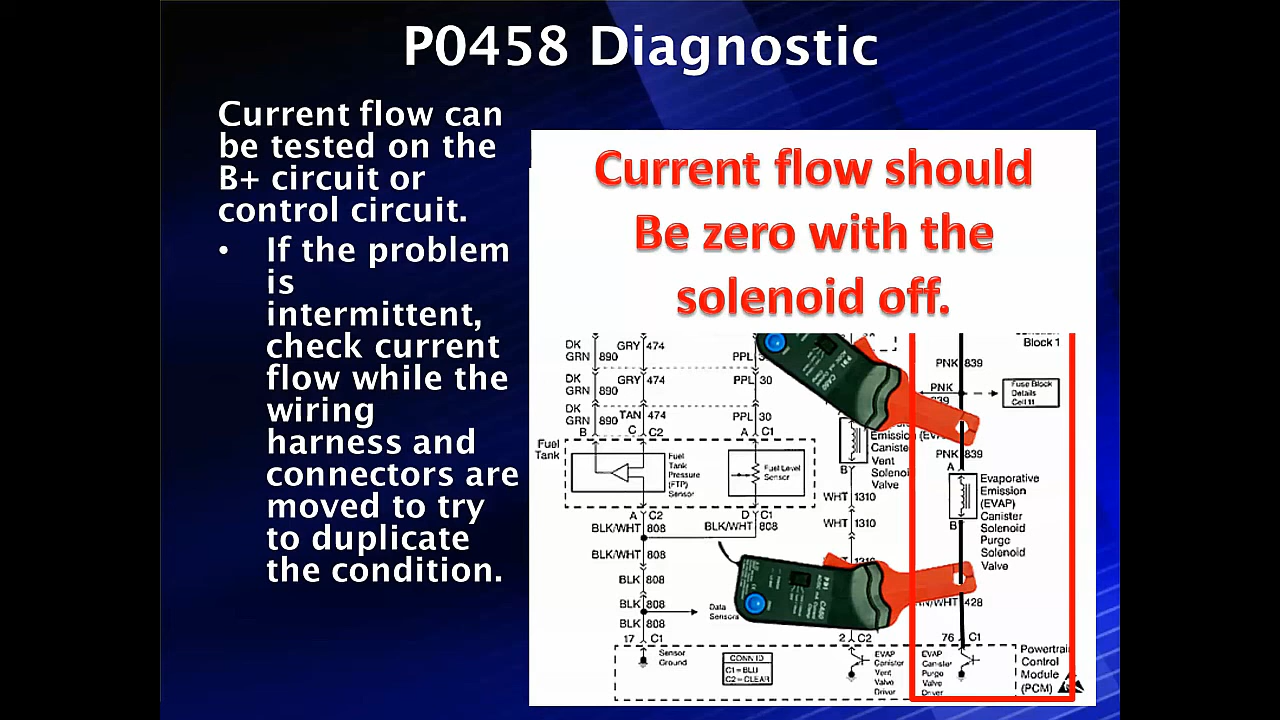 P0458 Diagnostic
Current flow can
be tested on the
B+ circuit or
control circuit.
• If the problem
is
intermittent,
check current
flow while the
wiring
harness and
connectors are
moved to try
to duplicate
the condition.
Current flow should
Be zero with the
solenoid off.
Block 1
DK
GRN 890
GRY 474
PPL
PNK 839
DK
GRN 890
GRY 474
PPL 30
PNK
839
Fuse Block
Details
Cell 11
DK
GRN 890
TAN 474
PPL 30
B
C C2
A C1
Fuel
Tank
Fuel
Tank
Pressure
(FTP)
Sensor
Fuel Level
Sensor
Emission
Canister
Vent
Solenoid
Valve
B
PNK 839
A
Evaporative
Emission
(EVAP)
Canister
Solenoid
Purge
Solenoid
Valve
B
A C2
D C1
BLK/WHT 808
BLK/WHT 808
WHT 1310
WHT 1310
BLK/WHT 808
BLK 808
BLK 808
Data
Sensors
BLK 808
428
17 C1
2 C2
76 C1
Sensor
Ground
CONN ID
C1=BLU
C2=CLEAR
EVAP
Canister
Vent
Valve
Driver
EVAP
Canister
Purge
Valve
Driver
Powertrain
Control
Module
(PCM)